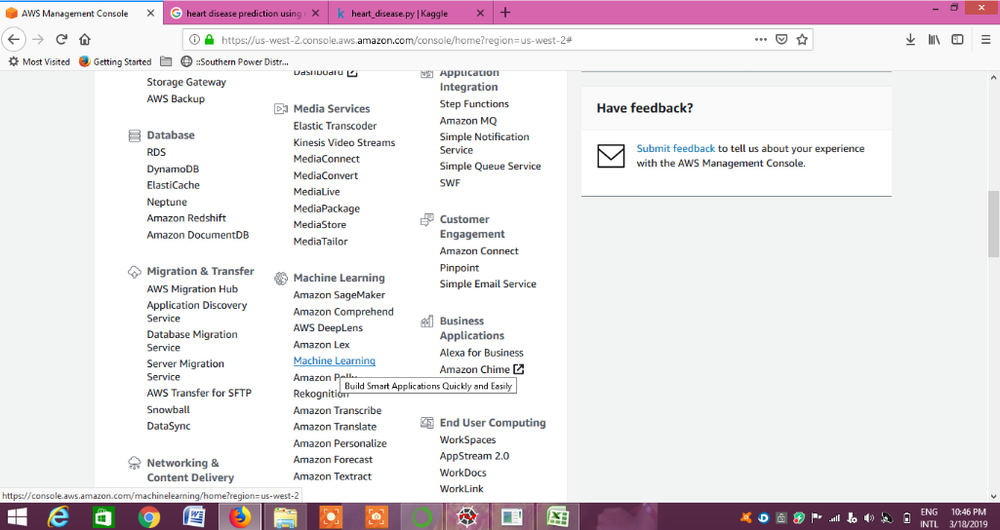 AWS Management Console
heart disease prediction using
heart_disease.py | Kaggle
https://us-west-2.console.aws.amazon.com/console/home?region=us-west-2#
Most Visited
Getting Started
::Southern Power Distr...
Storage Gateway
AWS Backup
Database
RDS
DynamoDB
ElastiCache
Neptune
Amazon Redshift
Amazon DocumentDB
Migration & Transfer
AWS Migration Hub
Application Discovery
Service
Database Migration
Service
Server Migration
Service
AWS Transfer for SFTP
Snowball
DataSync
Networking &
Content Delivery
Dashboard
Media Services
Elastic Transcoder
Kinesis Video Streams
MediaConnect
MediaConvert
MediaLive
MediaPackage
MediaStore
MediaTailor
Machine Learning
Amazon SageMaker
Amazon Comprehend
AWS DeepLens
Amazon Lex
Machine Learning
Amazon Polly
Build Smart Applications Quickly and Easily
Rekognition
Amazon Transcribe
Amazon Translate
Amazon Personalize
Amazon Forecast
Amazon Textract
Application
Integration
Step Functions
Amazon MQ
Simple Notification
Service
Simple Queue Service
SWF
Customer
Engagement
Amazon Connect
Pinpoint
Simple Email Service
Business
Applications
Alexa for Business
Amazon Chime
End User Computing
WorkSpaces
AppStream 2.0
WorkDocs
WorkLink
Have feedback?
Submit feedback to tell us about your experience
with the AWS Management Console.
https://console.aws.amazon.com/machinelearning/home?region=us-west-2
ENG
INTL
10:46 PM
3/18/2019